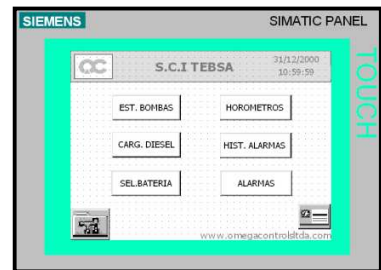 SIEMENS
SIMATIC PANEL
TOUCH
OC
S.C.I TEBSA
31/12/2000
10:59:59
EST. BOMBAS
HOROMETROS
CARG. DIESEL
HIST. ALARMAS
SEL.BATERIA
ALARMAS
www.omegacontrolsltda.com